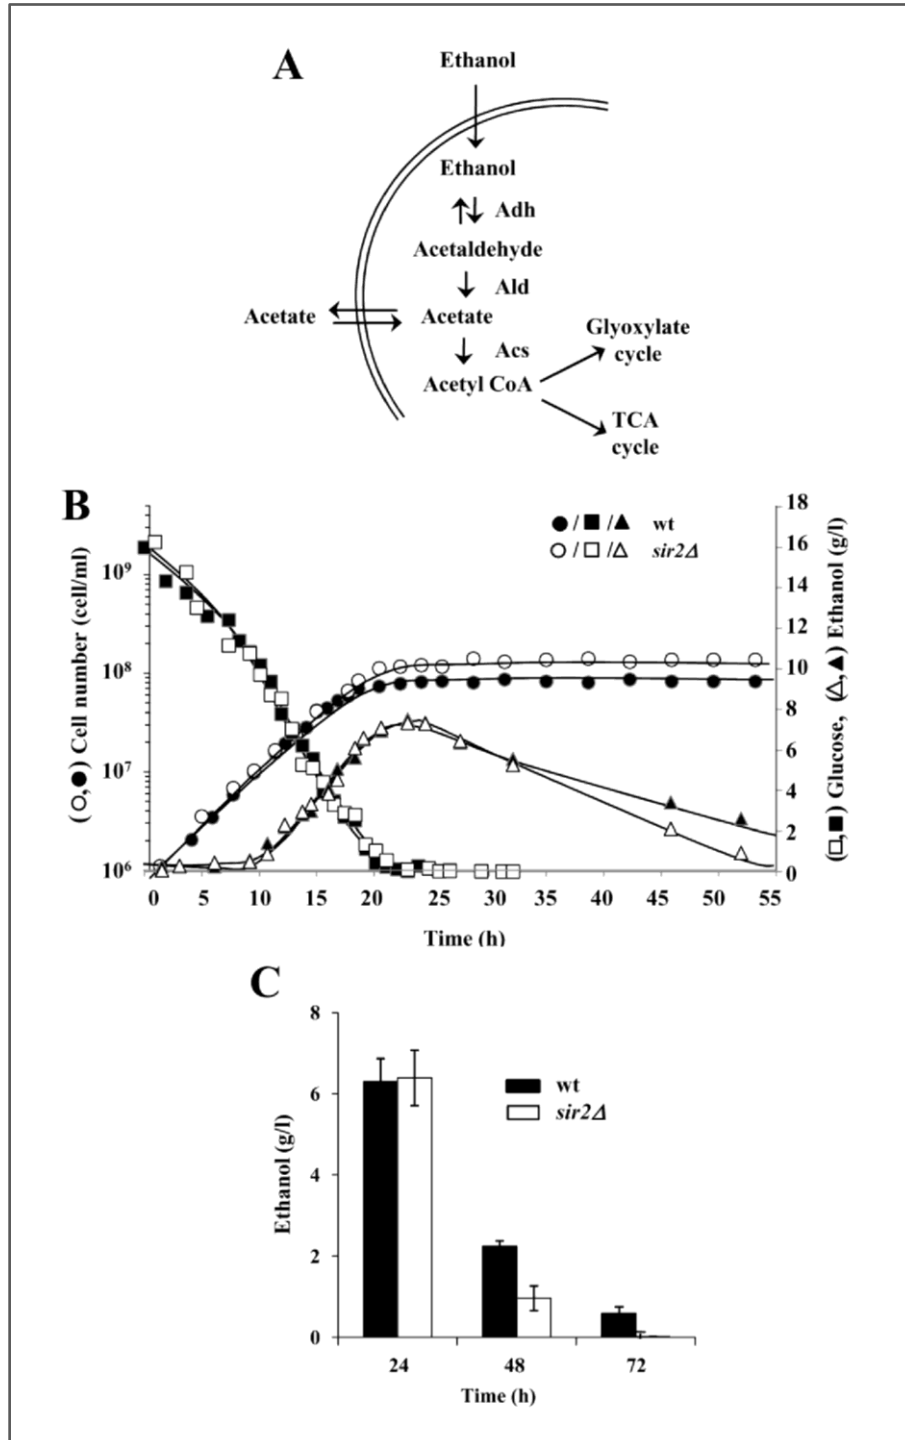 A
Ethanol
Ethanol
Adh
Acetaldehyde
Ald
Acetate
Acetate
Glyoxylate
cycle
Acs
Acetyl CoA
TCA
cycle
B
(○,●) Cell number (cell/ml)
10⁹
10⁸
10⁷
10⁶
●/■/▲ wt
○/□/△ sir2Δ
18
16
14
12
10
8
6
4
2
0
(□,■) Glucose, (△,▲) Ethanol (g/l)
0 5 10 15 20 25 30 35 40 45 50 55
Time (h)
C
Ethanol (g/l)
8
6
4
2
0
wt
sir2Δ
24 48 72
Time (h)